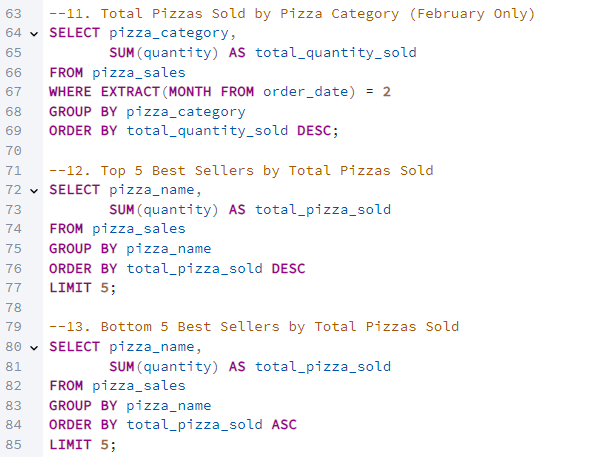 63 --11. Total Pizzas Sold by Pizza Category (February Only)
64 SELECT pizza_category,
65        SUM(quantity) AS total_quantity_sold
66 FROM pizza_sales
67 WHERE EXTRACT(MONTH FROM order_date) = 2
68 GROUP BY pizza_category
69 ORDER BY total_quantity_sold DESC;
70
71 --12. Top 5 Best Sellers by Total Pizzas Sold
72 SELECT pizza_name,
73        SUM(quantity) AS total_pizza_sold
74 FROM pizza_sales
75 GROUP BY pizza_name
76 ORDER BY total_pizza_sold DESC
77 LIMIT 5;
78
79 --13. Bottom 5 Best Sellers by Total Pizzas Sold
80 SELECT pizza_name,
81        SUM(quantity) AS total_pizza_sold
82 FROM pizza_sales
83 GROUP BY pizza_name
84 ORDER BY total_pizza_sold ASC
85 LIMIT 5;